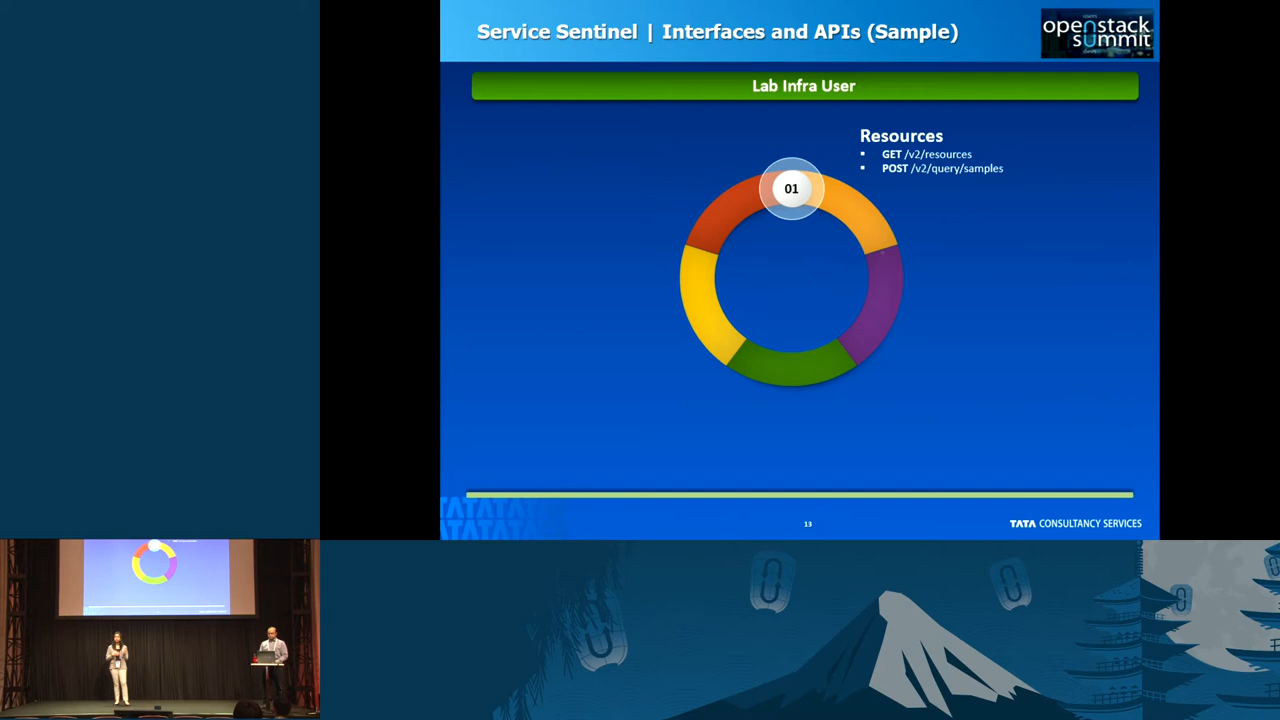 Service Sentinel | Interfaces and APIs (Sample)
openstack
summit
Lab Infra User
Resources
▪ GET /v2/resources
▪ POST /v2/query/samples
01
13
TATA CONSULTANCY SERVICES